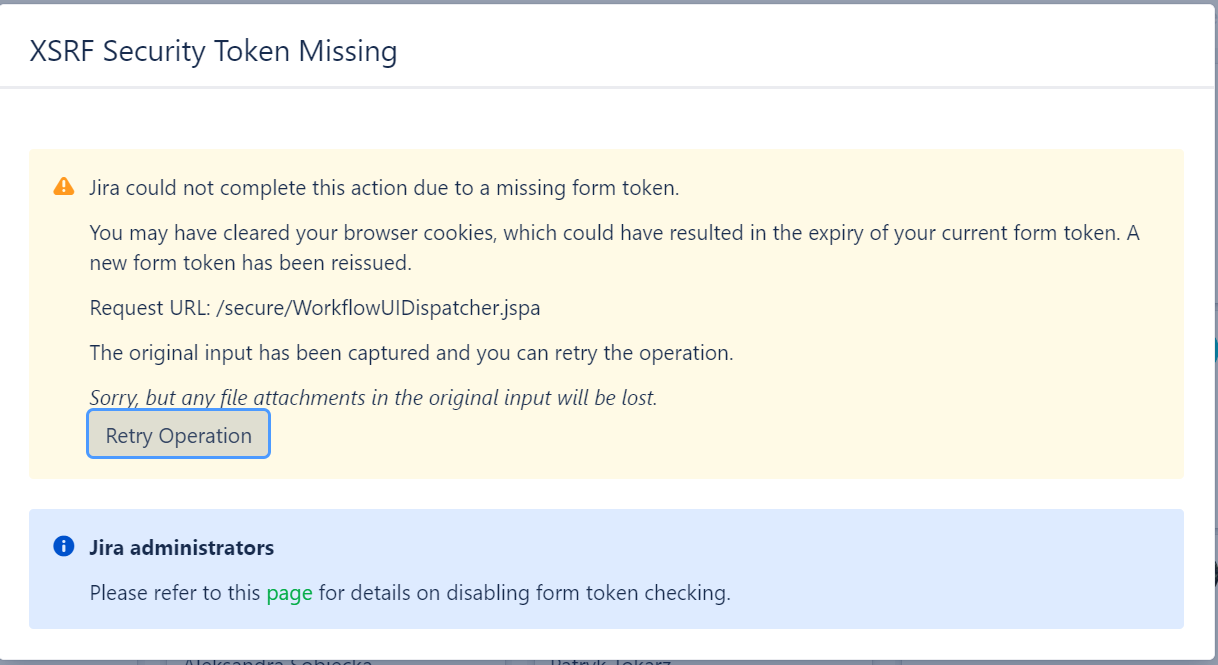 XSRF Security Token Missing
Jira could not complete this action due to a missing form token.
You may have cleared your browser cookies, which could have resulted in the expiry of your current form token. A
new form token has been reissued.
Request URL: /secure/WorkflowUIDispatcher.jspa
The original input has been captured and you can retry the operation.
Sorry, but any file attachments in the original input will be lost.
Retry Operation
Jira administrators
Please refer to this page for details on disabling form token checking.
Aleksandra Sobiecka Patryk Tokarz